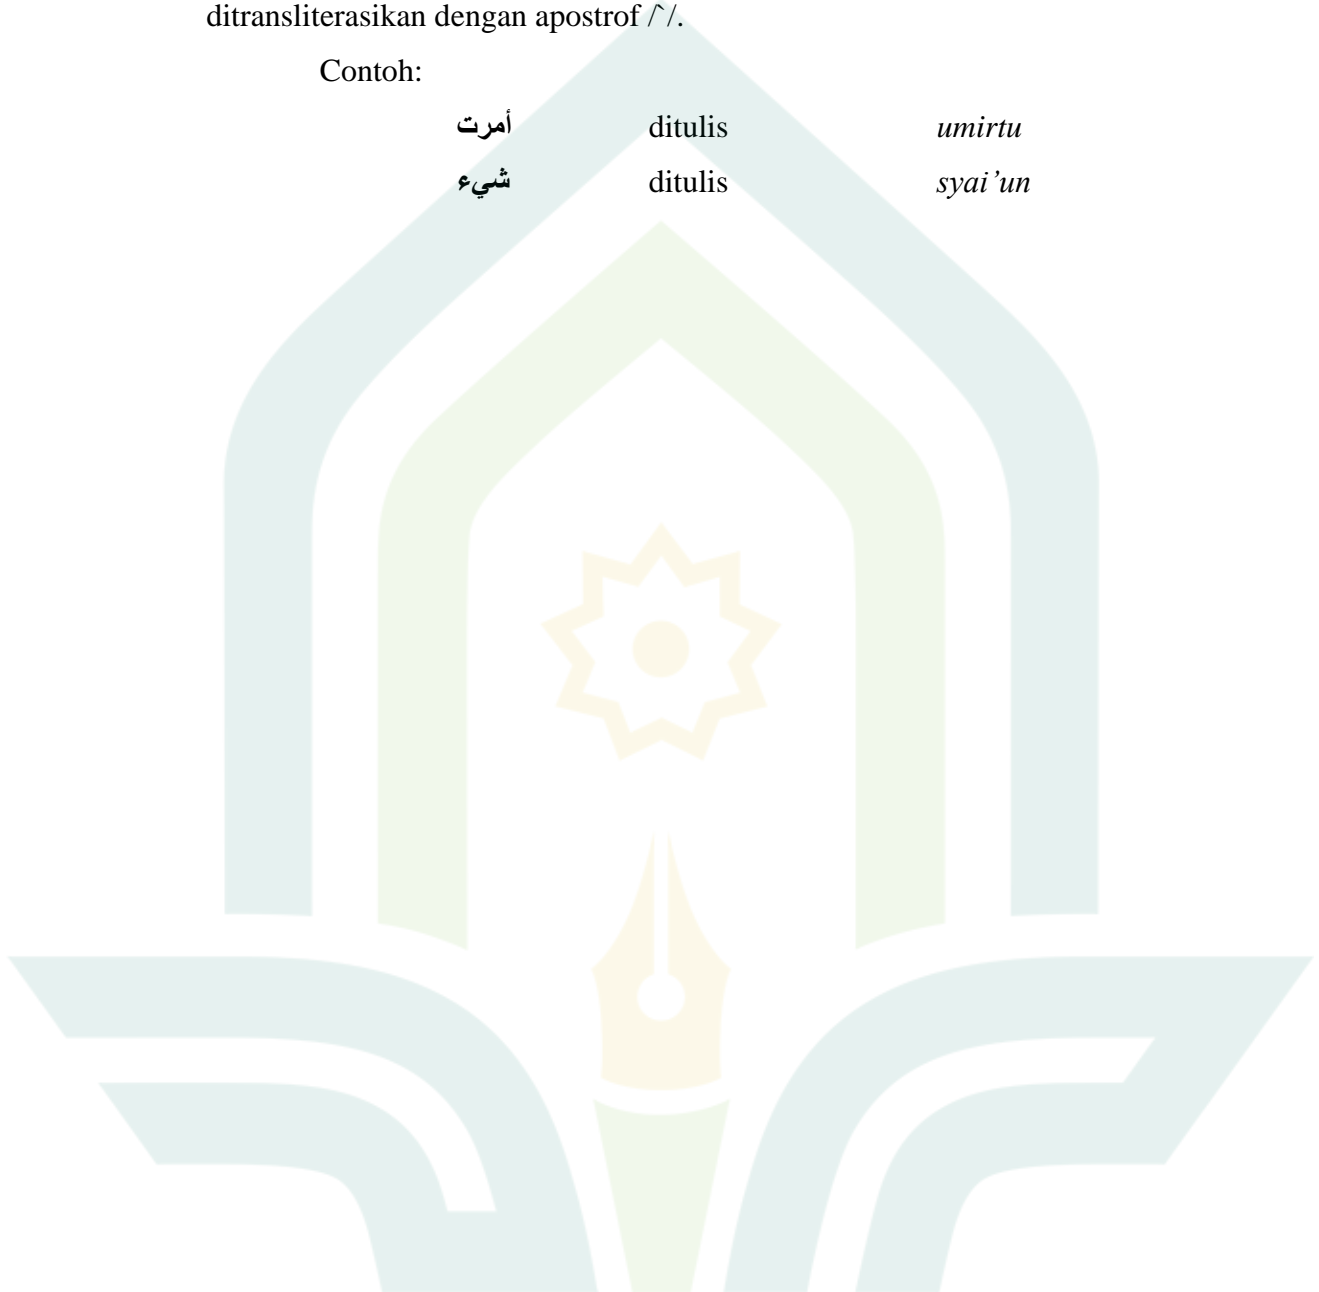 ditransliterasikan dengan apostrof /`/.
Contoh:
أمرت ditulis umirtu
شيء ditulis syai’un